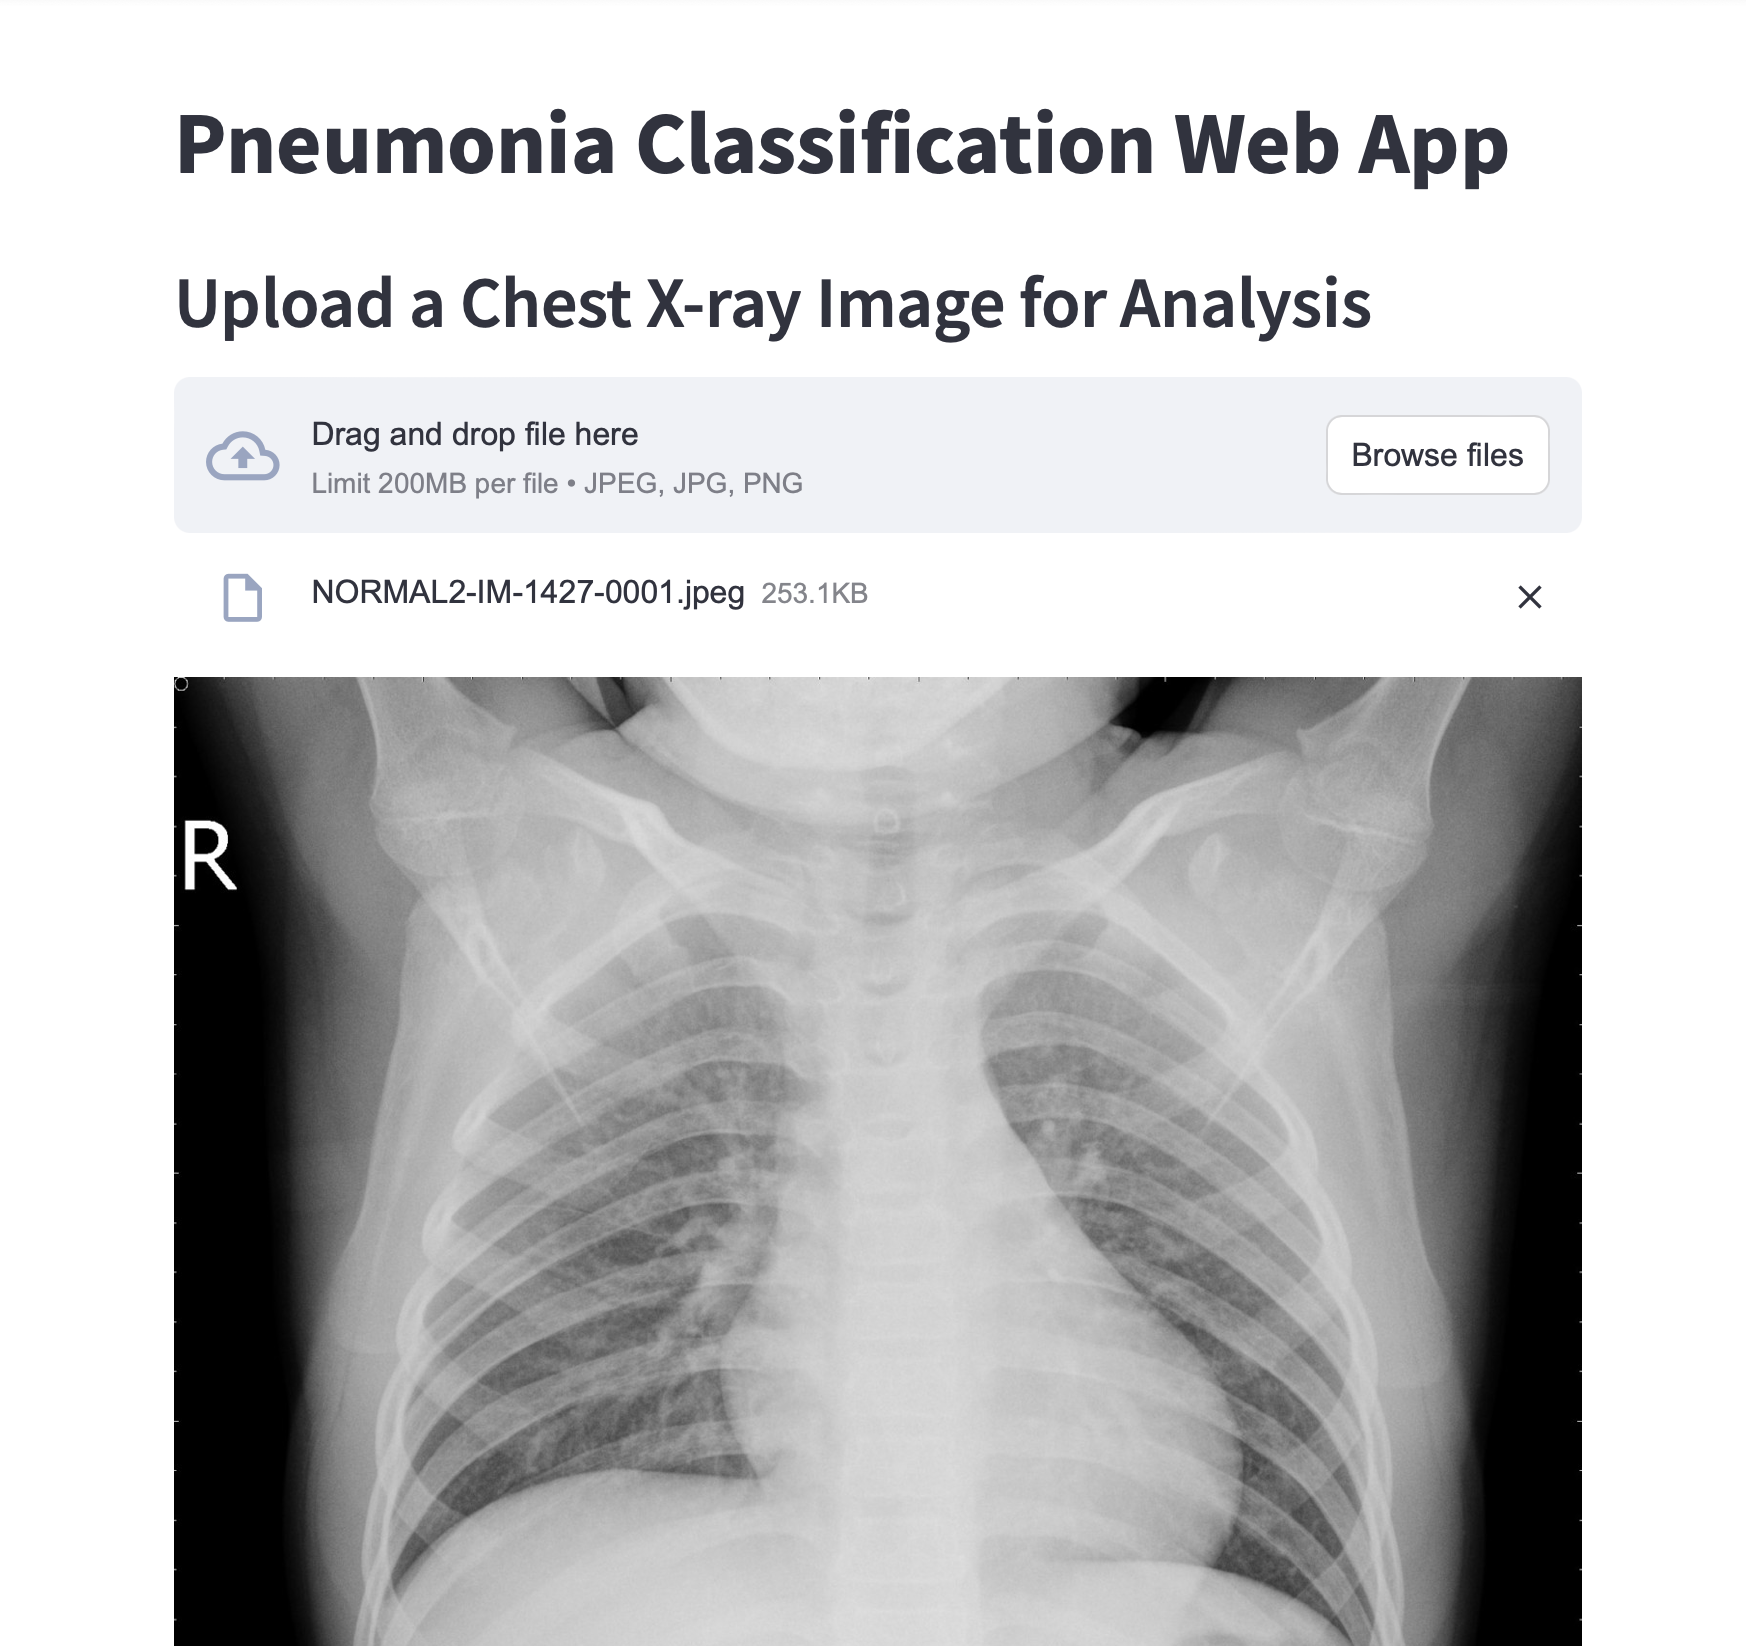 Pneumonia Classification Web App
Upload a Chest X-ray Image for Analysis
Drag and drop file here
Limit 200MB per file • JPEG, JPG, PNG
Browse files
NORMAL2-IM-1427-0001.jpeg 253.1KB
R